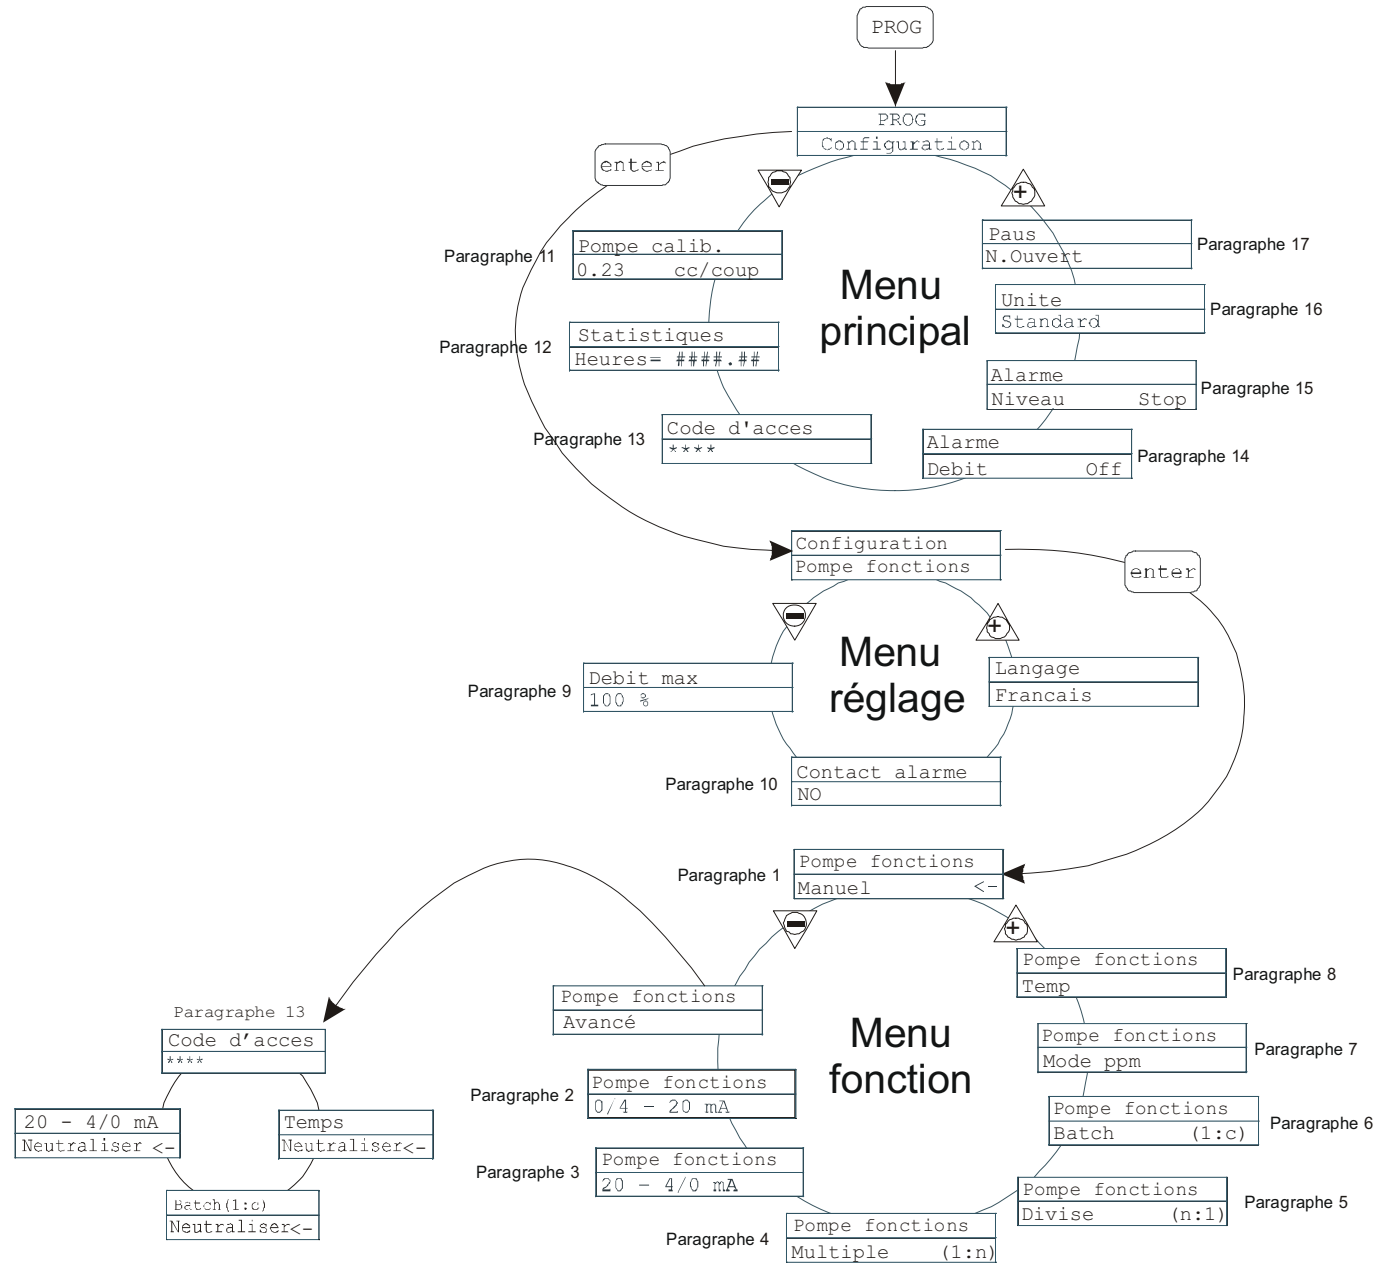 PROG
PROG
Configuration
enter
Pompe calib.
0.23 cc/coup
Paragraphe 11
Paus
N.Ouvert
Paragraphe 17
Menu
principal
Unite
Standard
Paragraphe 16
Statistiques
Heures= ####.##
Paragraphe 12
Alarme
Niveau Stop
Paragraphe 15
Code d'acces
****
Paragraphe 13
Alarme
Debit Off
Paragraphe 14
Configuration
Pompe fonctions
enter
Menu
réglage
Debit max
100 %
Paragraphe 9
Langage
Francais
Contact alarme
NO
Paragraphe 10
Paragraphe 1
Pompe fonctions
Manuel <-
Pompe fonctions
Temp
Paragraphe 8
Pompe fonctions
Avancé
Menu
fonction
Pompe fonctions
Mode ppm
Paragraphe 7
Paragraphe 2
Pompe fonctions
0/4 - 20 mA
Pompe fonctions
Batch (1:c)
Paragraphe 6
Paragraphe 3
Pompe fonctions
20 - 4/0 mA
Pompe fonctions
Divise (n:1)
Paragraphe 5
Paragraphe 4
Pompe fonctions
Multiple (1:n)
Paragraphe 13
Code d'acces
****
20 - 4/0 mA
Neutraliser <-
Temps
Neutraliser<-
Batch(1:c)
Neutraliser<-